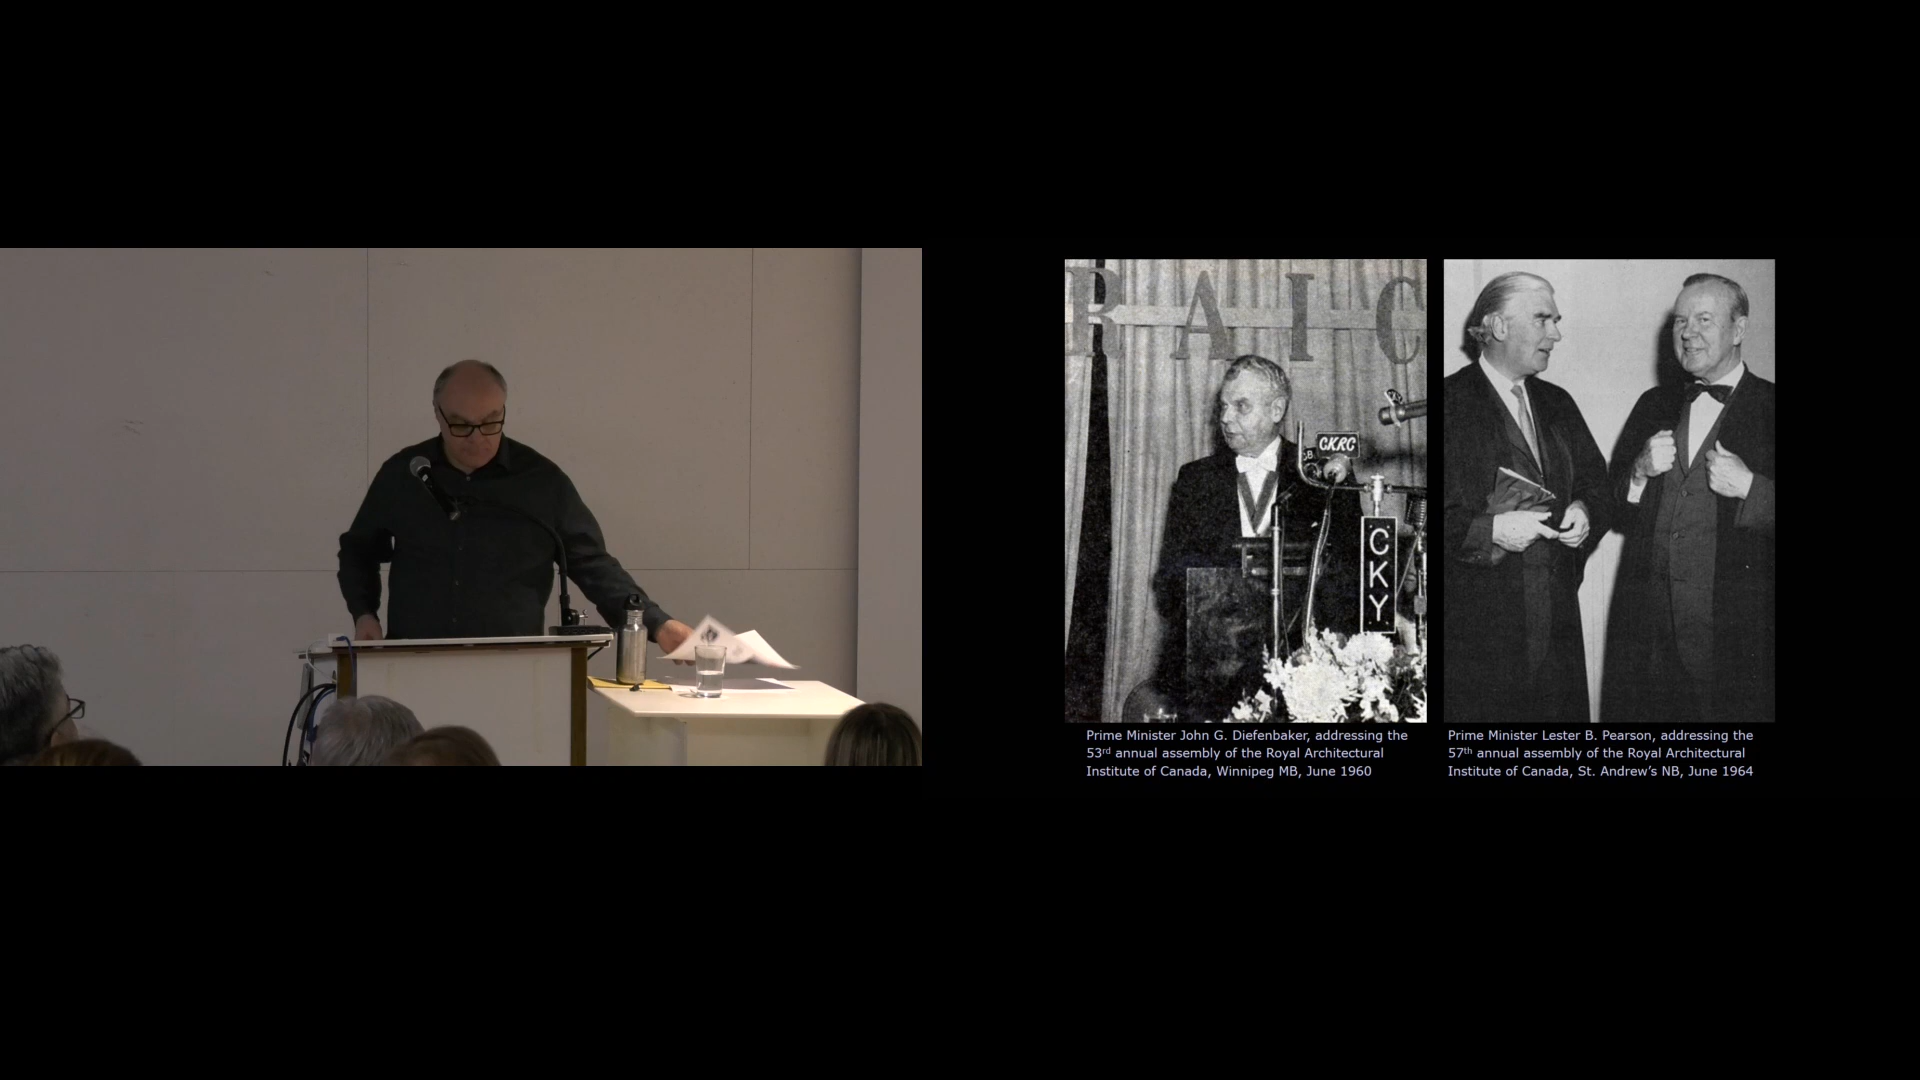 RAIC
CKRC
CKY
Prime Minister John G. Diefenbaker, addressing the
53rd annual assembly of the Royal Architectural
Institute of Canada, Winnipeg MB, June 1960
Prime Minister Lester B. Pearson, addressing the
57th annual assembly of the Royal Architectural
Institute of Canada, St. Andrew's NB, June 1964